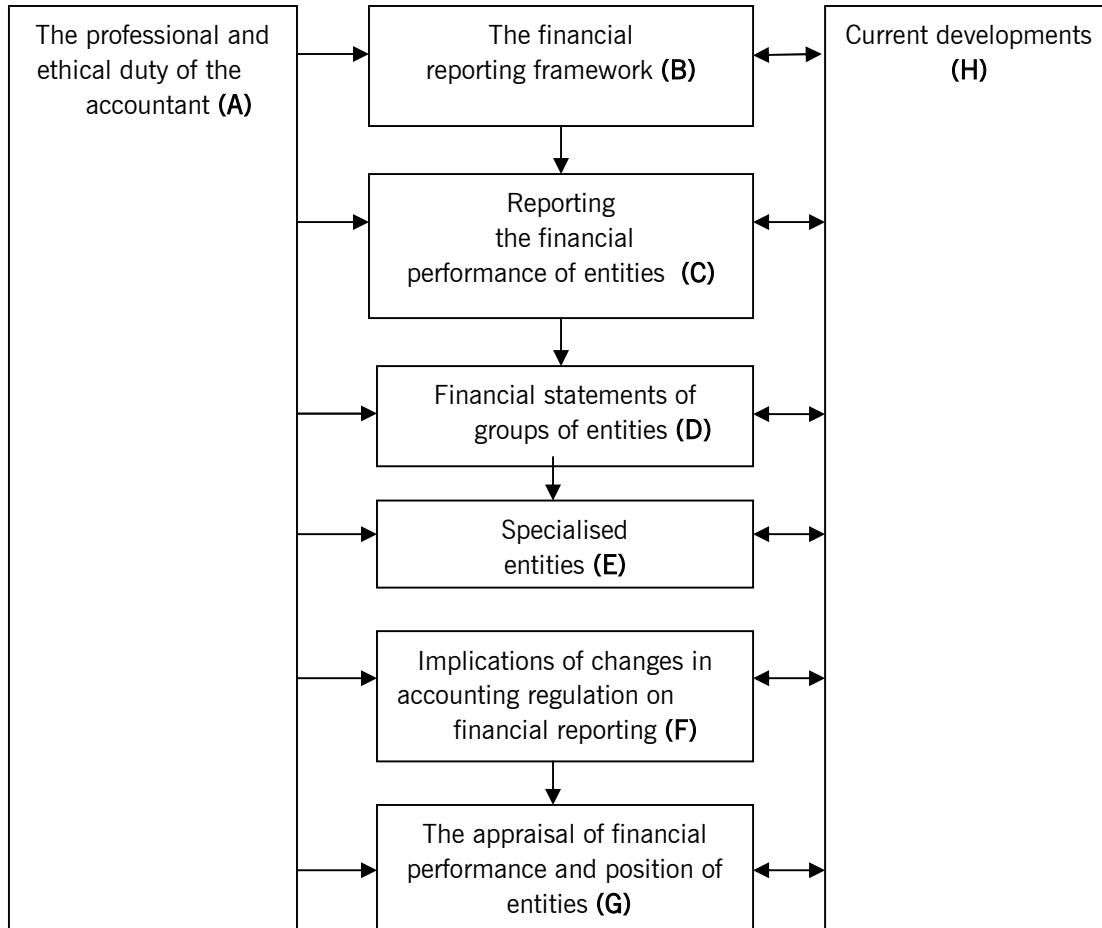 The professional and
ethical duty of the
accountant (A)
The financial
reporting framework (B)
Current developments
(H)
Reporting
the financial
performance of entities (C)
Financial statements of
groups of entities (D)
Specialised
entities (E)
Implications of changes in
accounting regulation on
financial reporting (F)
The appraisal of financial
performance and position of
entities (G)